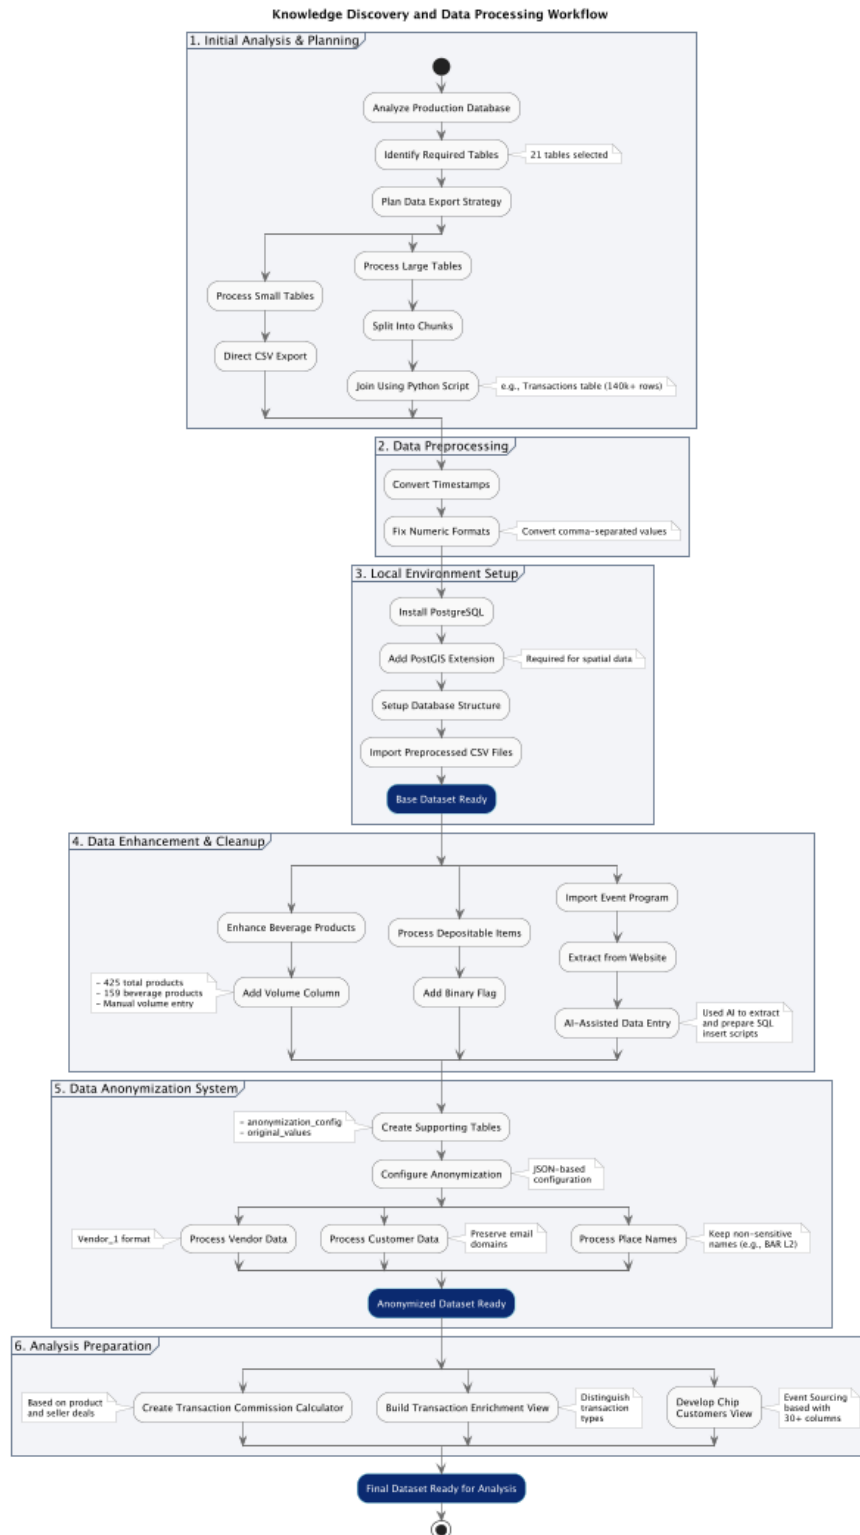 Knowledge Discovery and Data Processing Workflow
1. Initial Analysis & Planning
Analyze Production Database
Identify Required Tables
21 tables selected
Plan Data Export Strategy
Process Small Tables
Direct CSV Export
Process Large Tables
Split Into Chunks
Join Using Python Script
e.g., Transactions table (140k+ rows)
2. Data Preprocessing
Convert Timestamps
Fix Numeric Formats
Convert comma-separated values
3. Local Environment Setup
Install PostgreSQL
Add PostGIS Extension
Required for spatial data
Setup Database Structure
Import Preprocessed CSV Files
Base Dataset Ready
4. Data Enhancement & Cleanup
Enhance Beverage Products
- 425 total products
- 159 beverage products
- Manual volume entry
Add Volume Column
Process Depositable Items
Add Binary Flag
Import Event Program
Extract from Website
AI-Assisted Data Entry
Used AI to extract
and prepare SQL
insert scripts
5. Data Anonymization System
- anonymization_config
- original_values
Create Supporting Tables
Configure Anonymization
JSON-based
configuration
Vendor_1 format
Process Vendor Data
Process Customer Data
Preserve email
domains
Process Place Names
Keep non-sensitive
names (e.g., BAR L2)
Anonymized Dataset Ready
6. Analysis Preparation
Based on product
and seller deals
Create Transaction Commission Calculator
Build Transaction Enrichment View
Distinguish
transaction
types
Develop Chip
Customers View
Event Sourcing
based with
30+ columns
Final Dataset Ready for Analysis